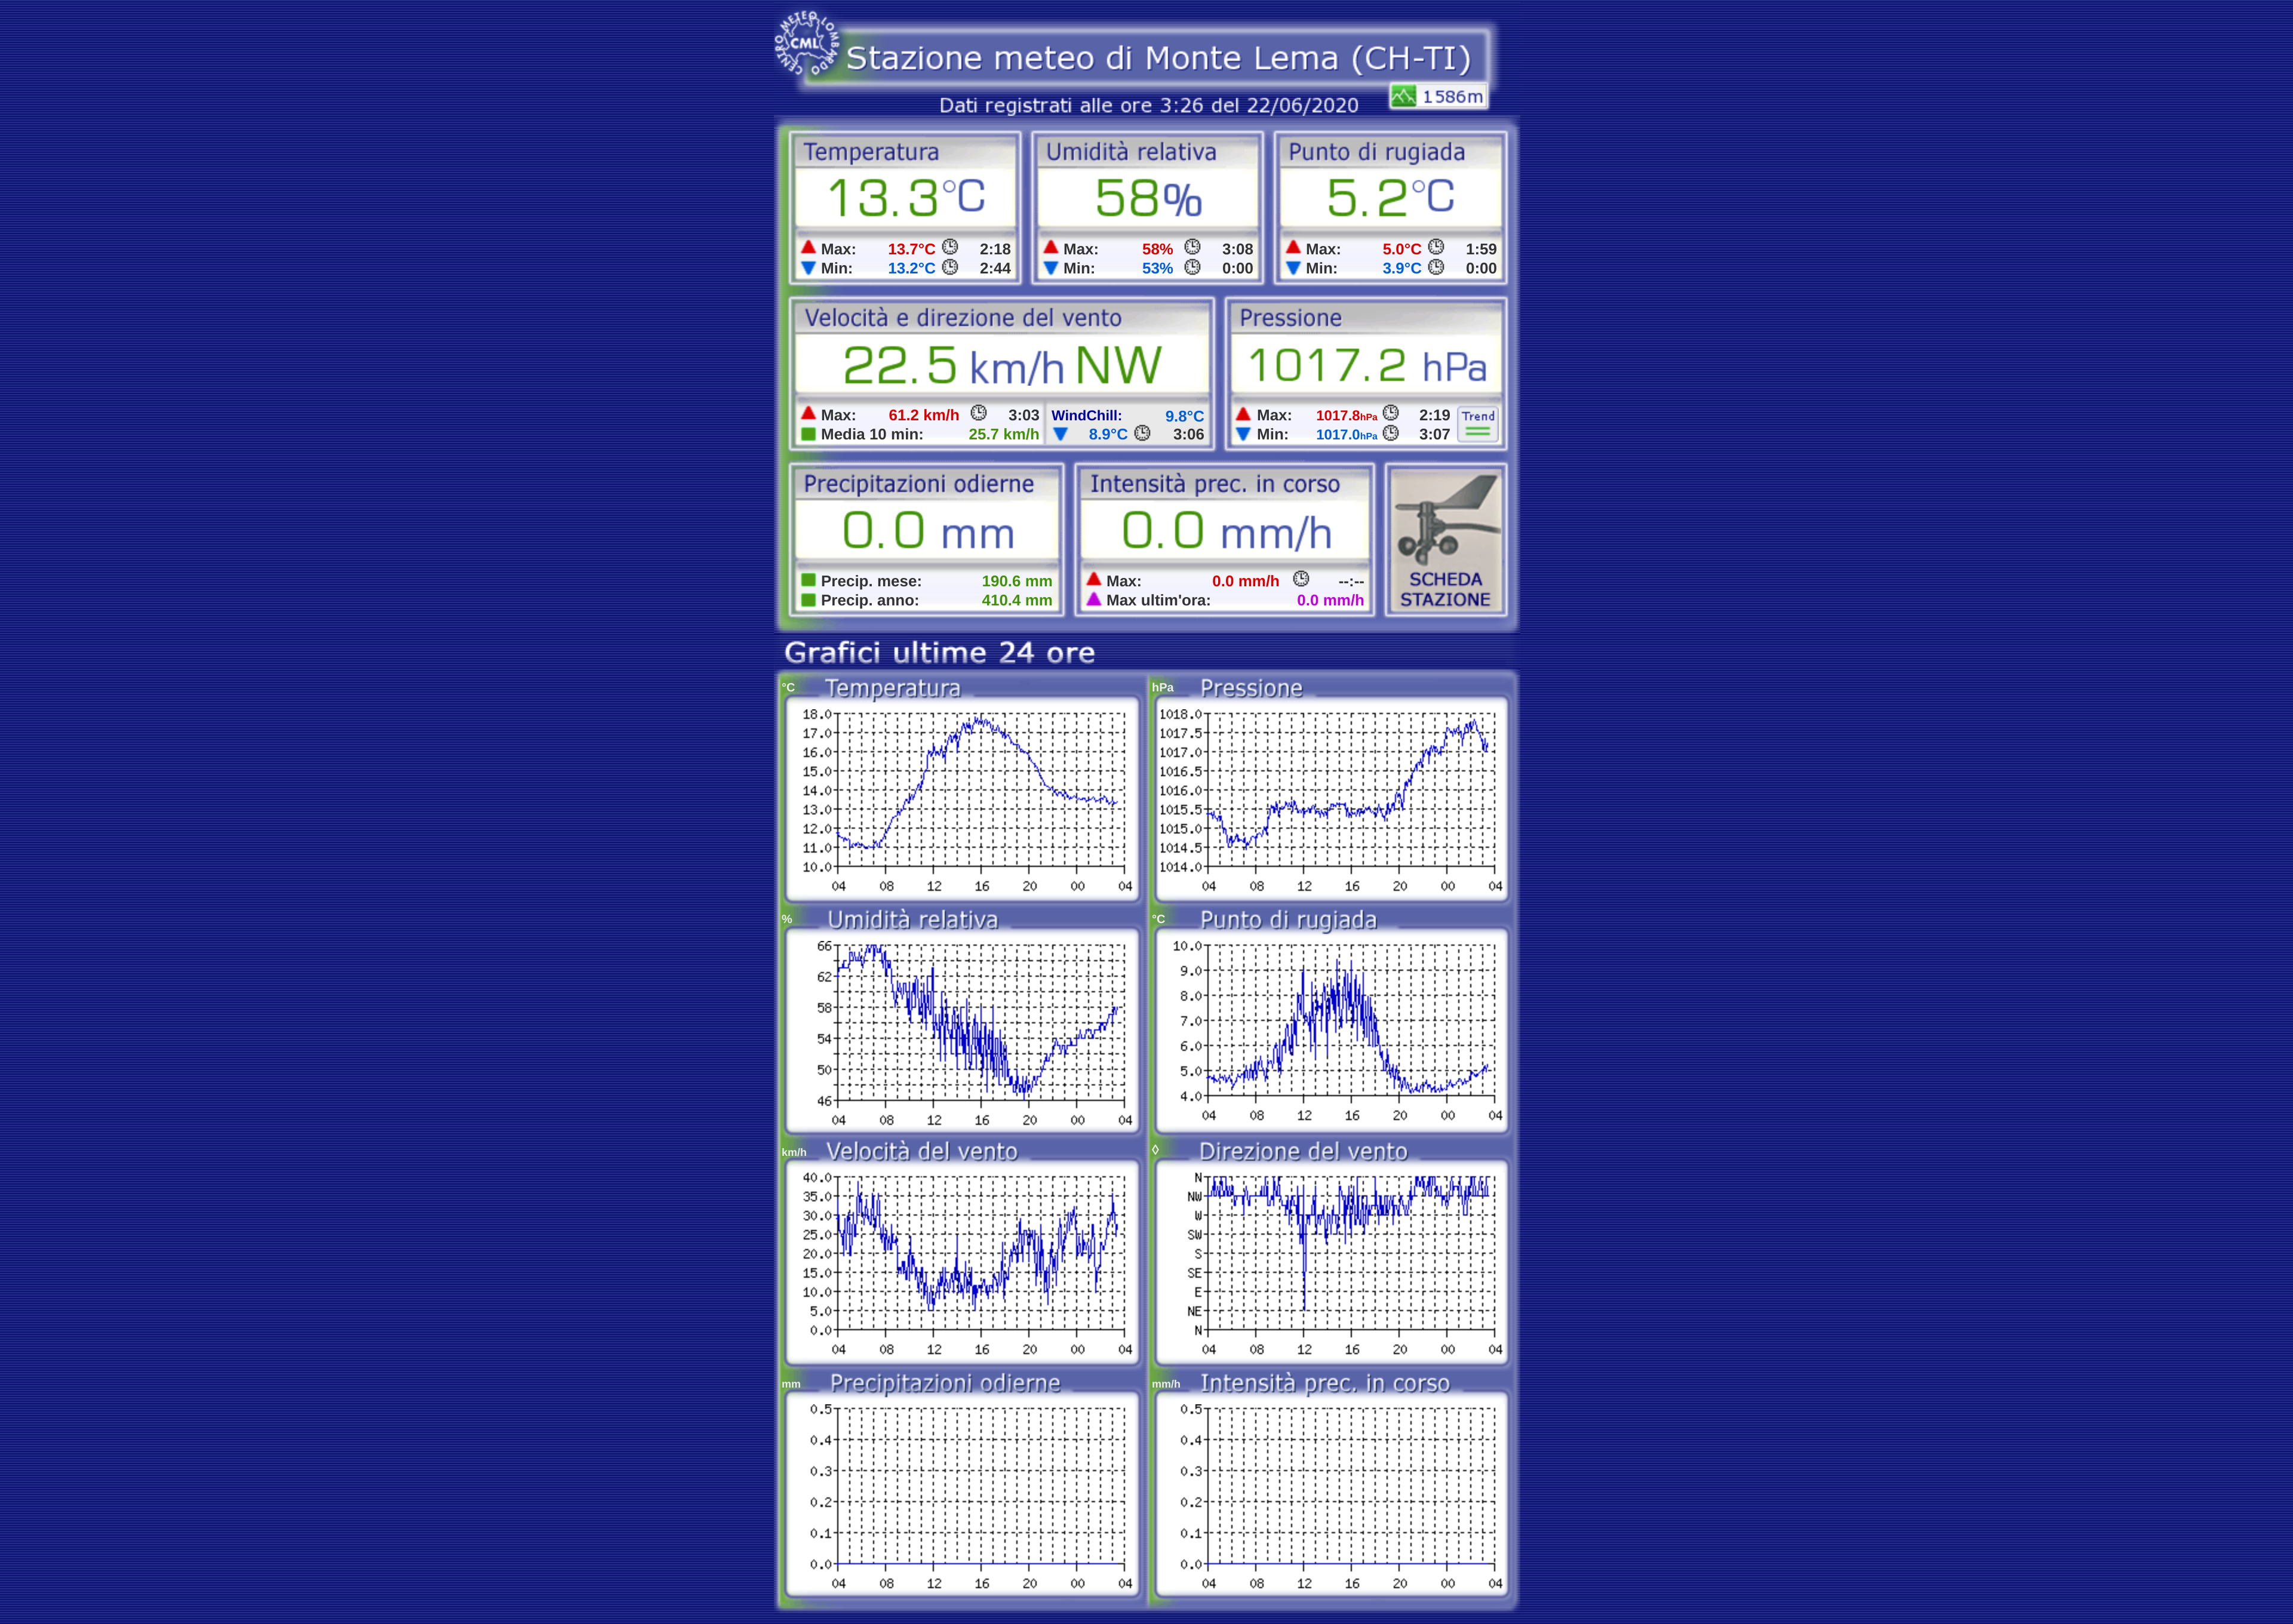 CENTRO METEO LOMBARDO
CML
Stazione meteo di Monte Lema (CH-TI)
1586m
Dati registrati alle ore 3:26 del 22/06/2020
Temperatura
13.3°C
Max: 13.7°C 2:18
Min: 13.2°C 2:44
Umidità relativa
58%
Max: 58% 3:08
Min: 53% 0:00
Punto di rugiada
5.2°C
Max: 5.0°C 1:59
Min: 3.9°C 0:00
Velocità e direzione del vento
22.5 km/h NW
Max: 61.2 km/h 3:03
Media 10 min: 25.7 km/h
WindChill: 9.8°C
8.9°C 3:06
Pressione
1017.2 hPa
Max: 1017.8hPa 2:19
Min: 1017.0hPa 3:07
Trend
Precipitazioni odierne
0.0 mm
Precip. mese: 190.6 mm
Precip. anno: 410.4 mm
Intensità prec. in corso
0.0 mm/h
Max: 0.0 mm/h --:--
Max ultim'ora: 0.0 mm/h
SCHEDA
STAZIONE
Grafici ultime 24 ore
°C Temperatura
18.0
17.0
16.0
15.0
14.0
13.0
12.0
11.0
10.0
04 08 12 16 20 00 04
hPa Pressione
1018.0
1017.5
1017.0
1016.5
1016.0
1015.5
1015.0
1014.5
1014.0
04 08 12 16 20 00 04
% Umidità relativa
66
62
58
54
50
46
04 08 12 16 20 00 04
°C Punto di rugiada
10.0
9.0
8.0
7.0
6.0
5.0
4.0
04 08 12 16 20 00 04
km/h Velocità del vento
40.0
35.0
30.0
25.0
20.0
15.0
10.0
5.0
0.0
04 08 12 16 20 00 04
◊ Direzione del vento
N
NW
W
SW
S
SE
E
NE
N
04 08 12 16 20 00 04
mm Precipitazioni odierne
0.5
0.4
0.3
0.2
0.1
0.0
04 08 12 16 20 00 04
mm/h Intensità prec. in corso
0.5
0.4
0.3
0.2
0.1
0.0
04 08 12 16 20 00 04